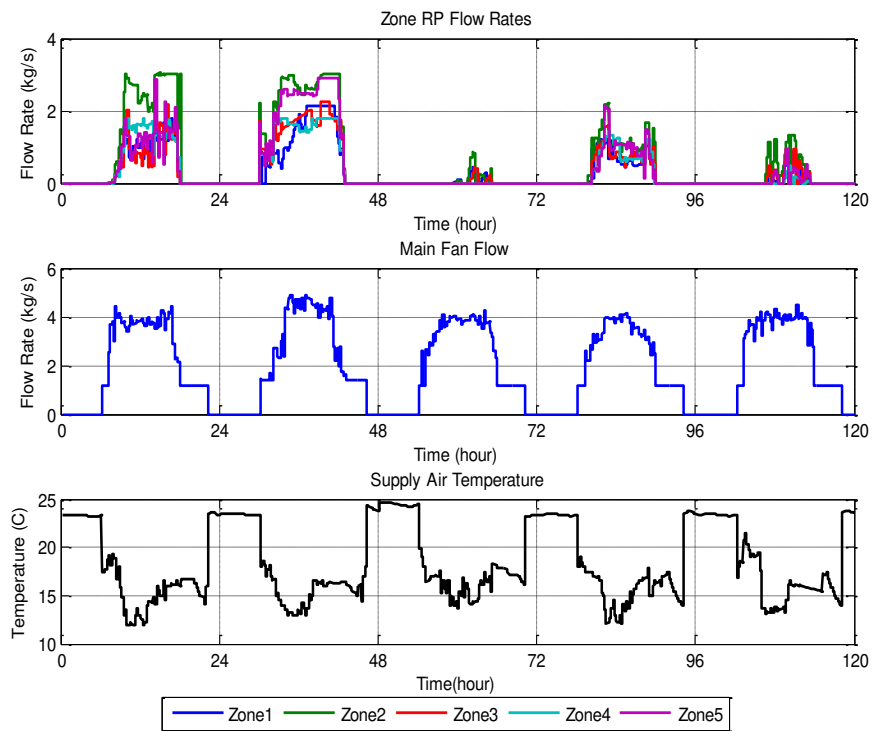 Zone RP Flow Rates
Flow Rate (kg/s)
4
2
0
0 24 48 72 96 120
Time (hour)
Main Fan Flow
Flow Rate (kg/s)
6
4
2
0
0 24 48 72 96 120
Time (hour)
Supply Air Temperature
Temperature (C)
25
20
15
10
0 24 48 72 96 120
Time(hour)
Zone1 Zone2 Zone3 Zone4 Zone5